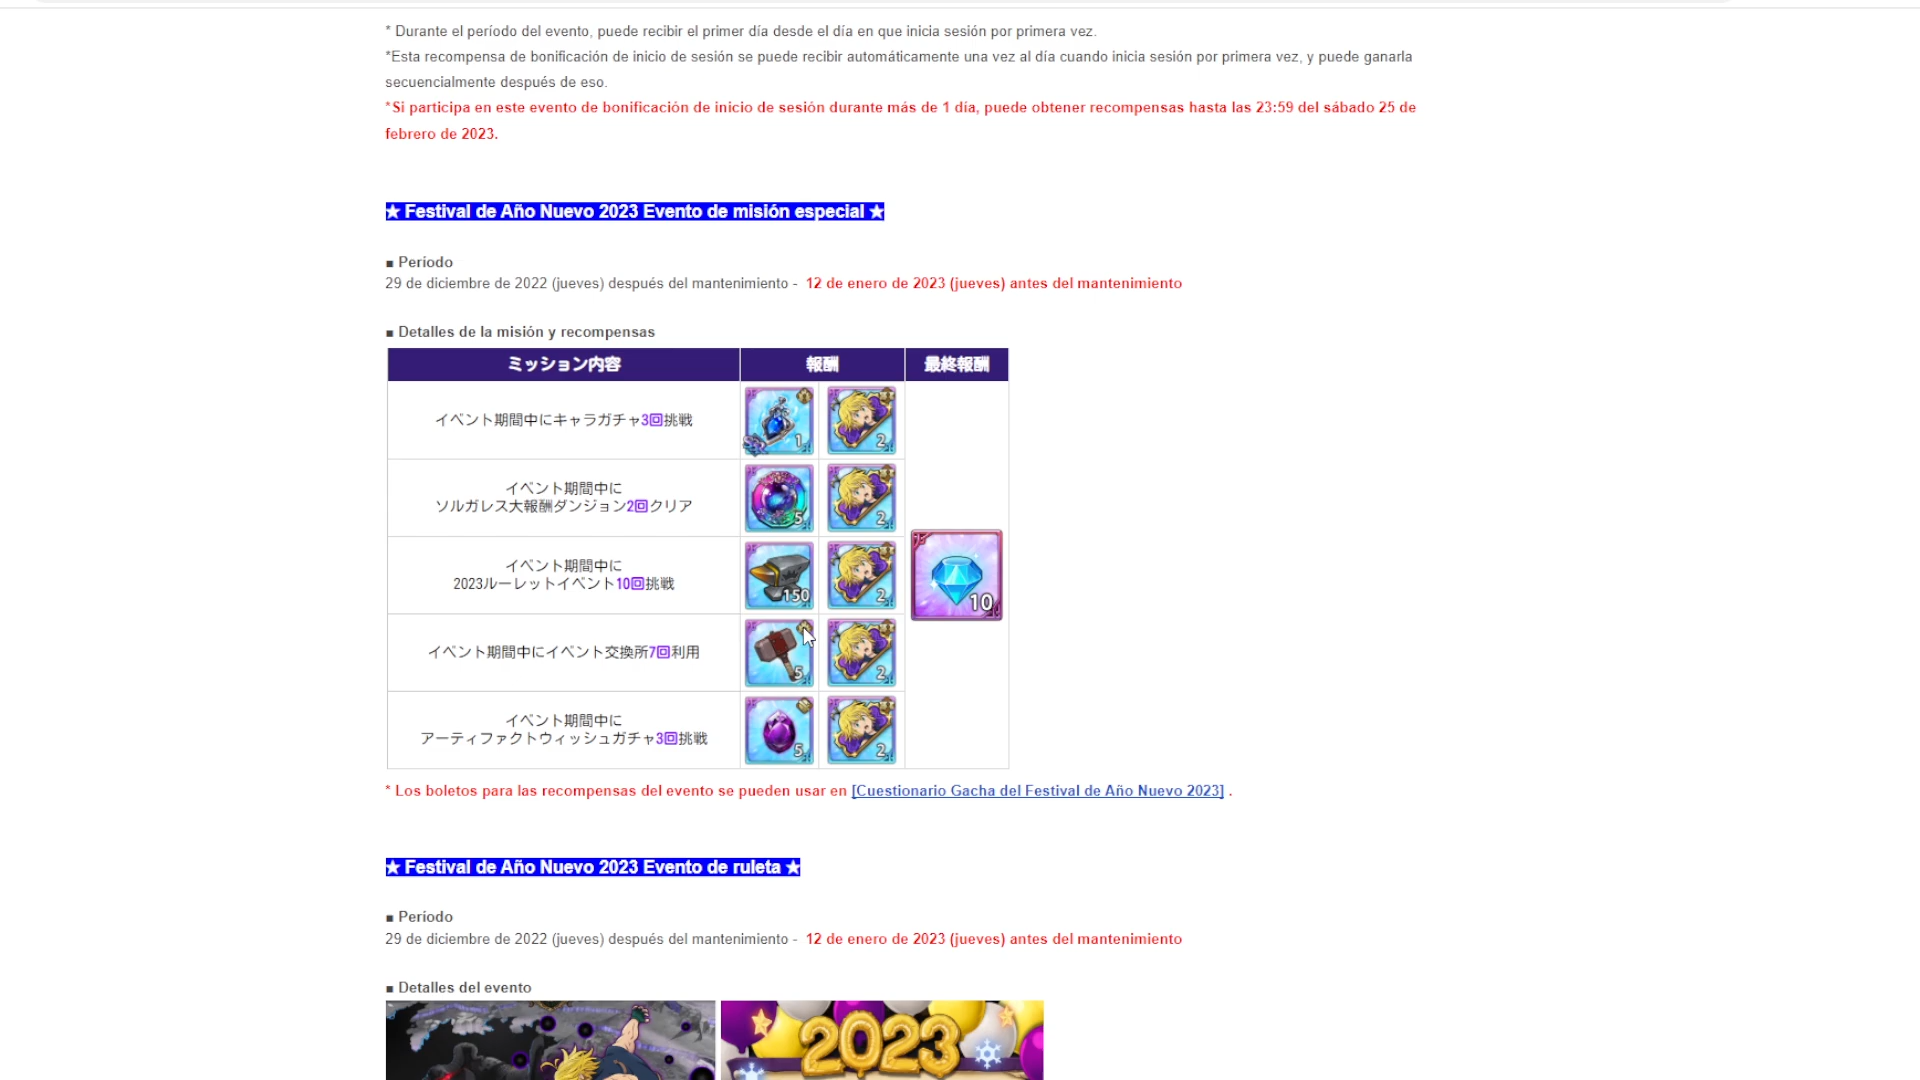 * Durante el período del evento, puede recibir el primer día desde el día en que inicia sesión por primera vez.
*Esta recompensa de bonificación de inicio de sesión se puede recibir automáticamente una vez al día cuando inicia sesión por primera vez, y puede ganarla
secuencialmente después de eso.
*Si participa en este evento de bonificación de inicio de sesión durante más de 1 día, puede obtener recompensas hasta las 23:59 del sábado 25 de
febrero de 2023.
★ Festival de Año Nuevo 2023 Evento de misión especial ★
■ Período
29 de diciembre de 2022 (jueves) después del mantenimiento - 12 de enero de 2023 (jueves) antes del mantenimiento
■ Detalles de la misión y recompensas
ミッション内容 報酬 最終報酬
イベント期間中にキャラガチャ3回挑戦
1 2
イベント期間中に
ソルガレス大報酬ダンジョン2回クリア
5 2
イベント期間中に
2023ルーレットイベント10回挑戦
150 2
10
イベント期間中にイベント交換所7回利用
5 2
イベント期間中に
アーティファクトウィッシュガチャ3回挑戦
5 2
* Los boletos para las recompensas del evento se pueden usar en [Cuestionario Gacha del Festival de Año Nuevo 2023] .
★ Festival de Año Nuevo 2023 Evento de ruleta ★
■ Período
29 de diciembre de 2022 (jueves) después del mantenimiento - 12 de enero de 2023 (jueves) antes del mantenimiento
■ Detalles del evento
2023